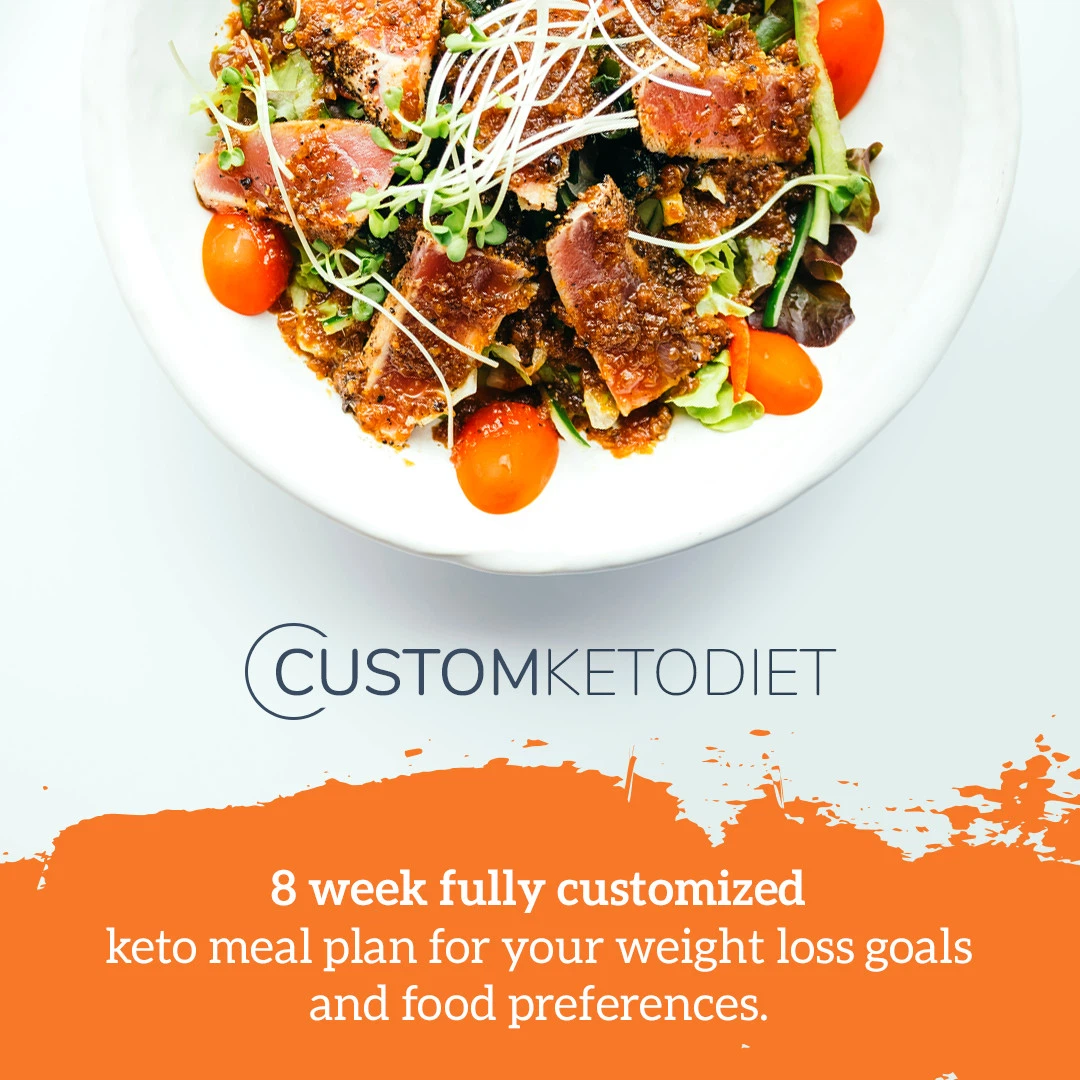 CUSTOMKETODIET
8 week fully customized
keto meal plan for your weight loss goals
and food preferences.